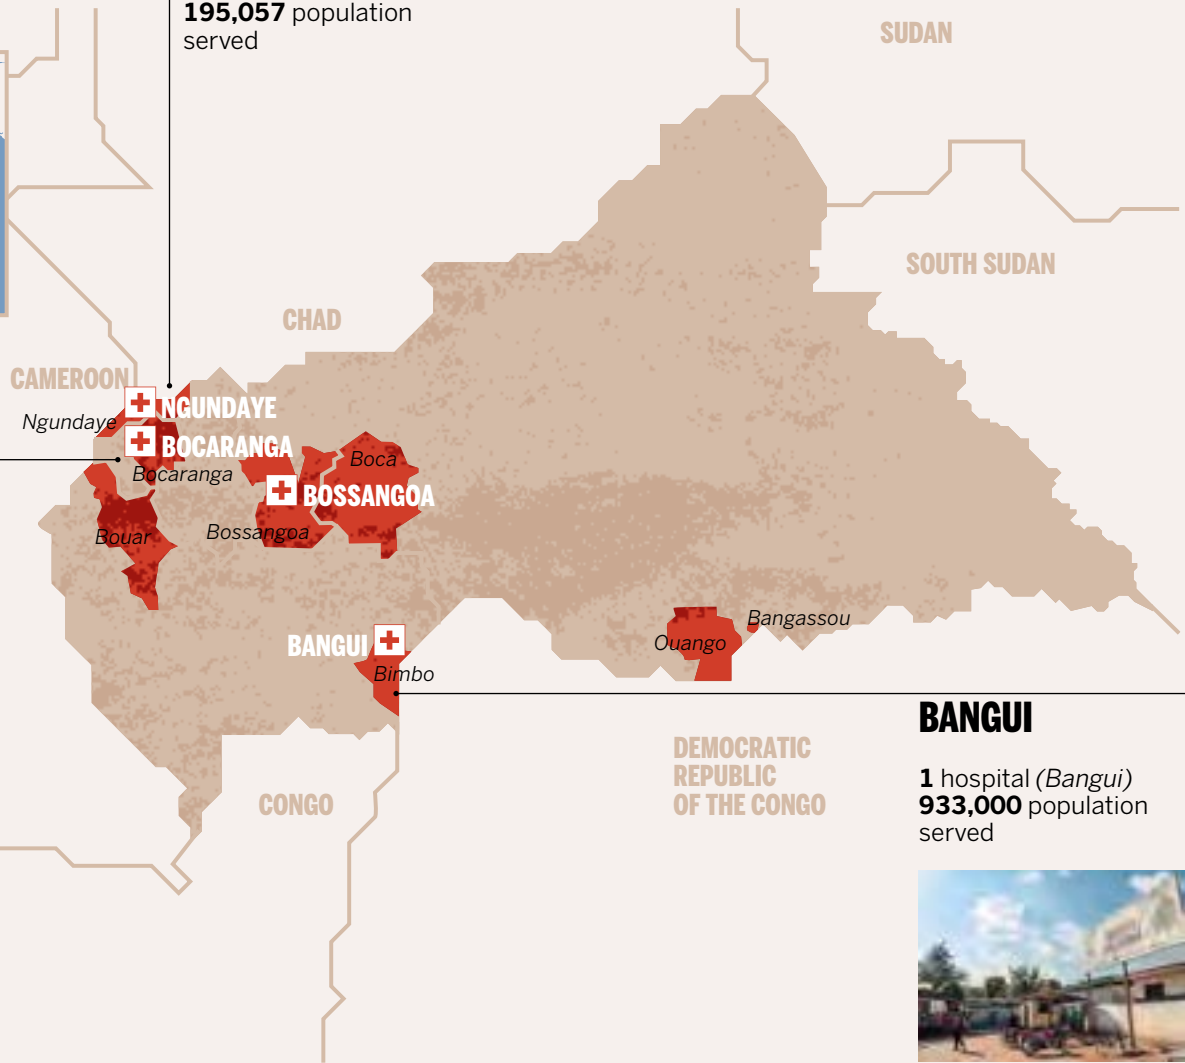 195,057 population
served
SUDAN
SOUTH SUDAN
CHAD
CAMEROON
Ngundaye
NGUNDAYE
BOCARANGA
Bocaranga
Boca
BOSSANGOA
Bossangoa
Bouar
BANGUI
Bimbo
Ouango
Bangassou
BANGUI
1 hospital (Bangui)
933,000 population
served
DEMOCRATIC
REPUBLIC
OF THE CONGO
CONGO